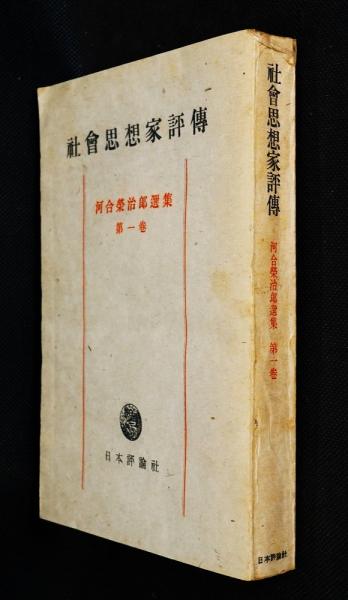 社會思想家評傳
河合榮治郎選集
第一卷
日本評論社
社會思想家評傳
河合榮治郎選集 第一卷
日本評論社